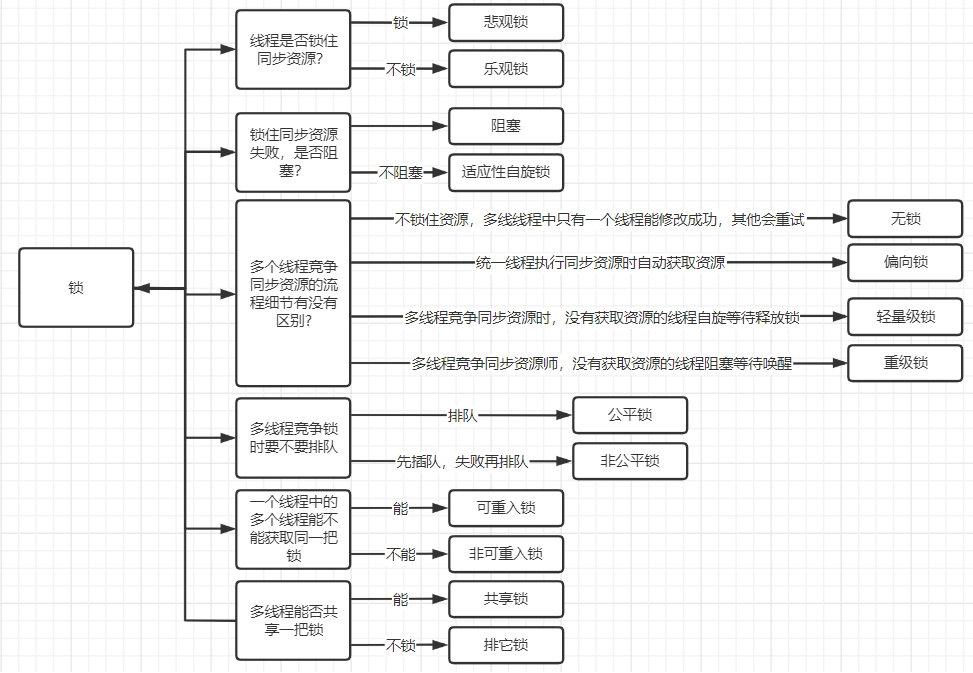 锁
线程是否锁住
同步资源？
锁
悲观锁
不锁
乐观锁
锁住同步资源
失败，是否阻
塞？
阻塞
不阻塞
适应性自旋锁
多个线程竞争
同步资源的流
程细节有没有
区别？
不锁住资源，多线线程中只有一个线程能修改成功，其他会重试
无锁
统一线程执行同步资源时自动获取资源
偏向锁
多线程竞争同步资源时，没有获取资源的线程自旋等待释放锁
轻量级锁
多线程竞争同步资源师，没有获取资源的线程阻塞等待唤醒
重级锁
多线程竞争锁
时要不要排队
排队
公平锁
先插队，失败再排队
非公平锁
一个线程中的
多个线程能不
能获取同一把
锁
能
可重入锁
不能
非可重入锁
多线程能否共
享一把锁
能
共享锁
不锁
排它锁